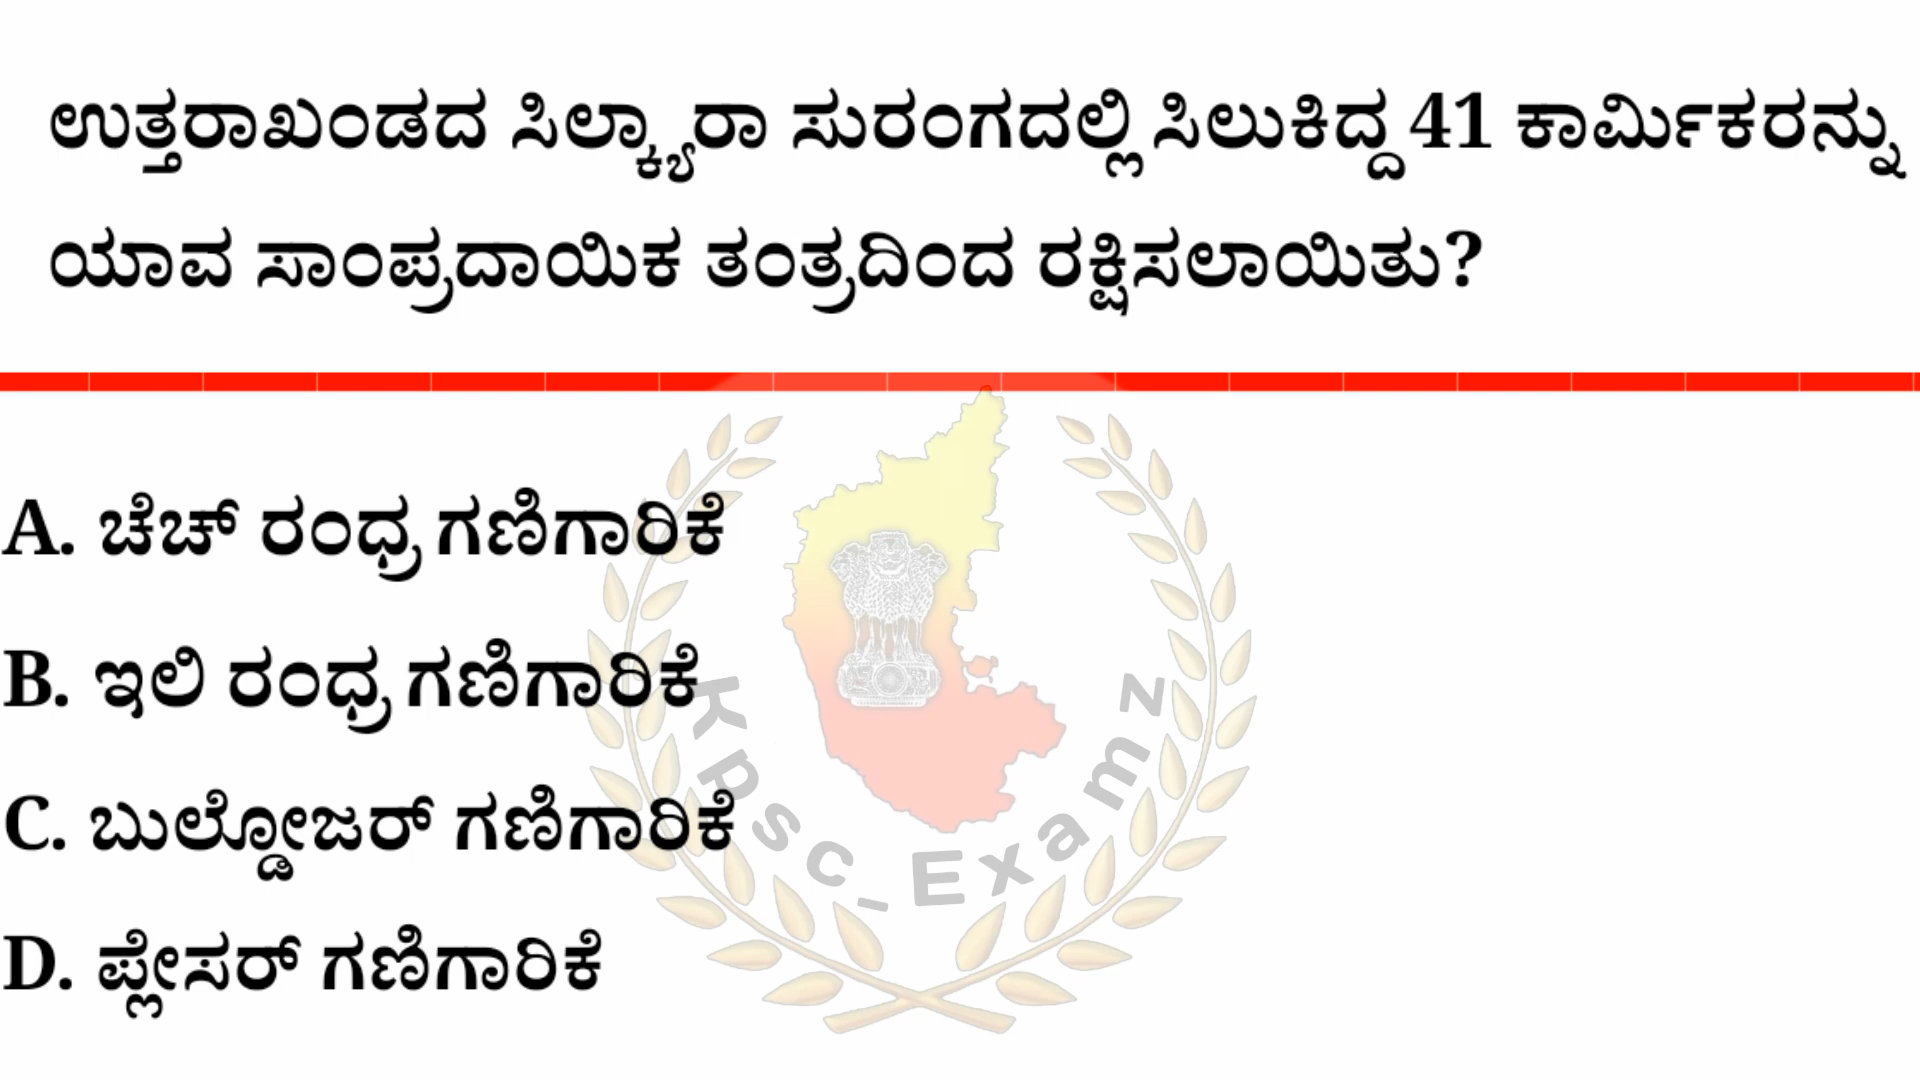 ಉತ್ತರಾಖಂಡದ ಸಿಲ್ಕ್ಯಾರಾ ಸುರಂಗದಲ್ಲಿ ಸಿಲುಕಿದ್ದ 41 ಕಾರ್ಮಿಕರನ್ನು
ಯಾವ ಸಾಂಪ್ರದಾಯಿಕ ತಂತ್ರದಿಂದ ರಕ್ಷಿಸಲಾಯಿತು?
A. ಚೆಚ್ ರಂಧ್ರ ಗಣಿಗಾರಿಕೆ
B. ಇಲಿ ರಂಧ್ರ ಗಣಿಗಾರಿಕೆ
C. ಬುಲ್ಡೋಜರ್ ಗಣಿಗಾರಿಕೆ
D. ಪ್ಲೇಸರ್ ಗಣಿಗಾರಿಕೆ
Kpsc_Examz